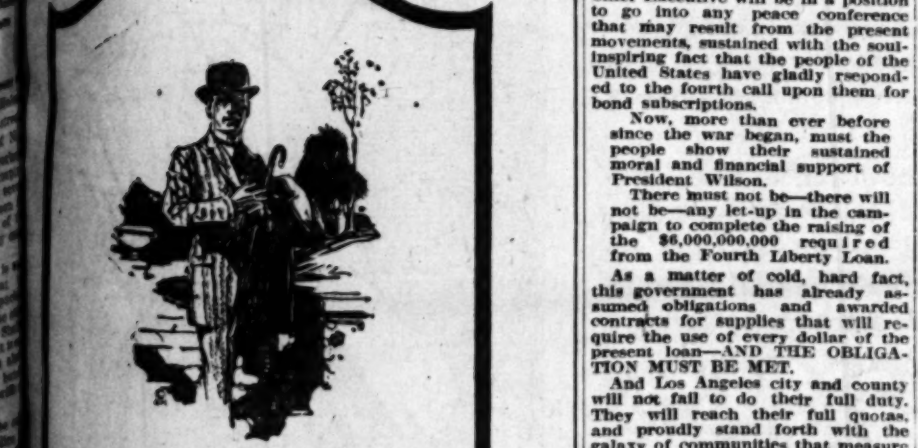 to go into any peace conference
that may result from the present
movements, sustained with the soul-
inspiring fact that the people of the
United States have gladly rsepond-
ed to the fourth call upon them for
bond subscriptions.
Now, more than ever before
since the war began, must the
people show their sustained
moral and financial support of
President Wilson.
There must not be—there will
not be—any let-up in the cam-
paign to complete the raising of
the $6,000,000,000 required
from the Fourth Liberty Loan.
As a matter of cold, hard fact,
this government has already as-
sumed obligations and awarded
contracts for supplies that will re-
quire the use of every dollar of the
present loan—AND THE OBLIGA-
TION MUST BE MET.
And Los Angeles city and county
will not fail to do their full duty.
They will reach their full quotas,
and proudly stand forth with the
galaxy of communities that measure